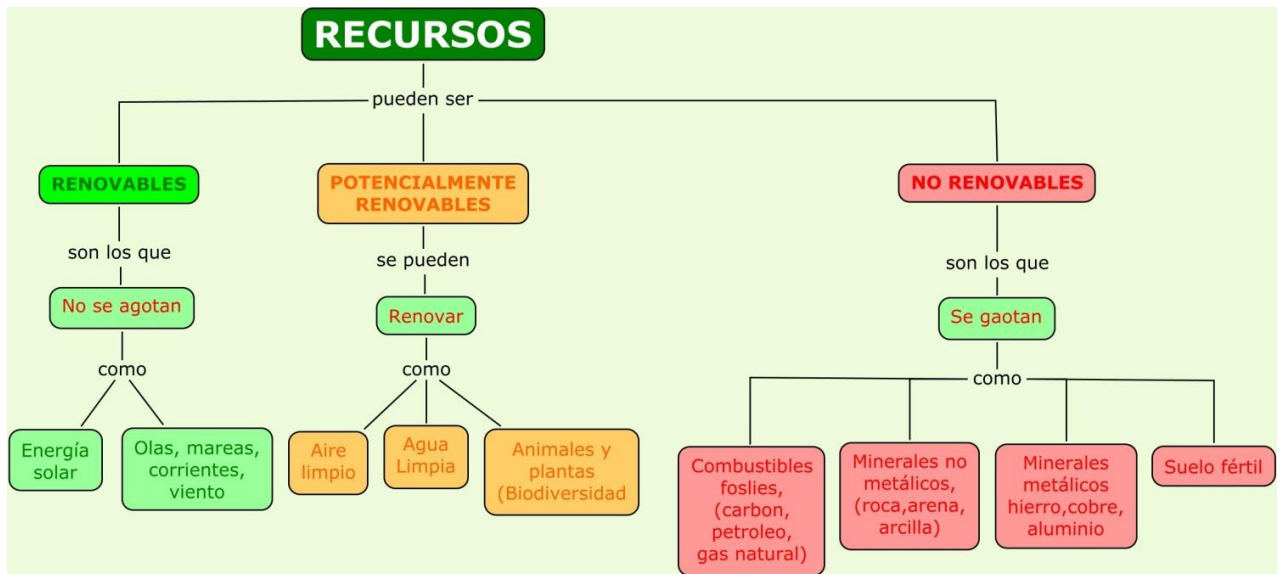 RECURSOS
pueden ser
RENOVABLES
son los que
No se agotan
como
Energía
solar
Olas, mareas,
corrientes,
viento
POTENCIALMENTE
RENOVABLES
se pueden
Renovar
como
Aire
limpio
Agua
Limpia
Animales y
plantas
(Biodiversidad
NO RENOVABLES
son los que
Se gaotan
como
Combustibles
foslies,
(carbon,
petroleo,
gas natural)
Minerales no
metálicos,
(roca,arena,
arcilla)
Minerales
metálicos
hierro,cobre,
aluminio
Suelo fértil